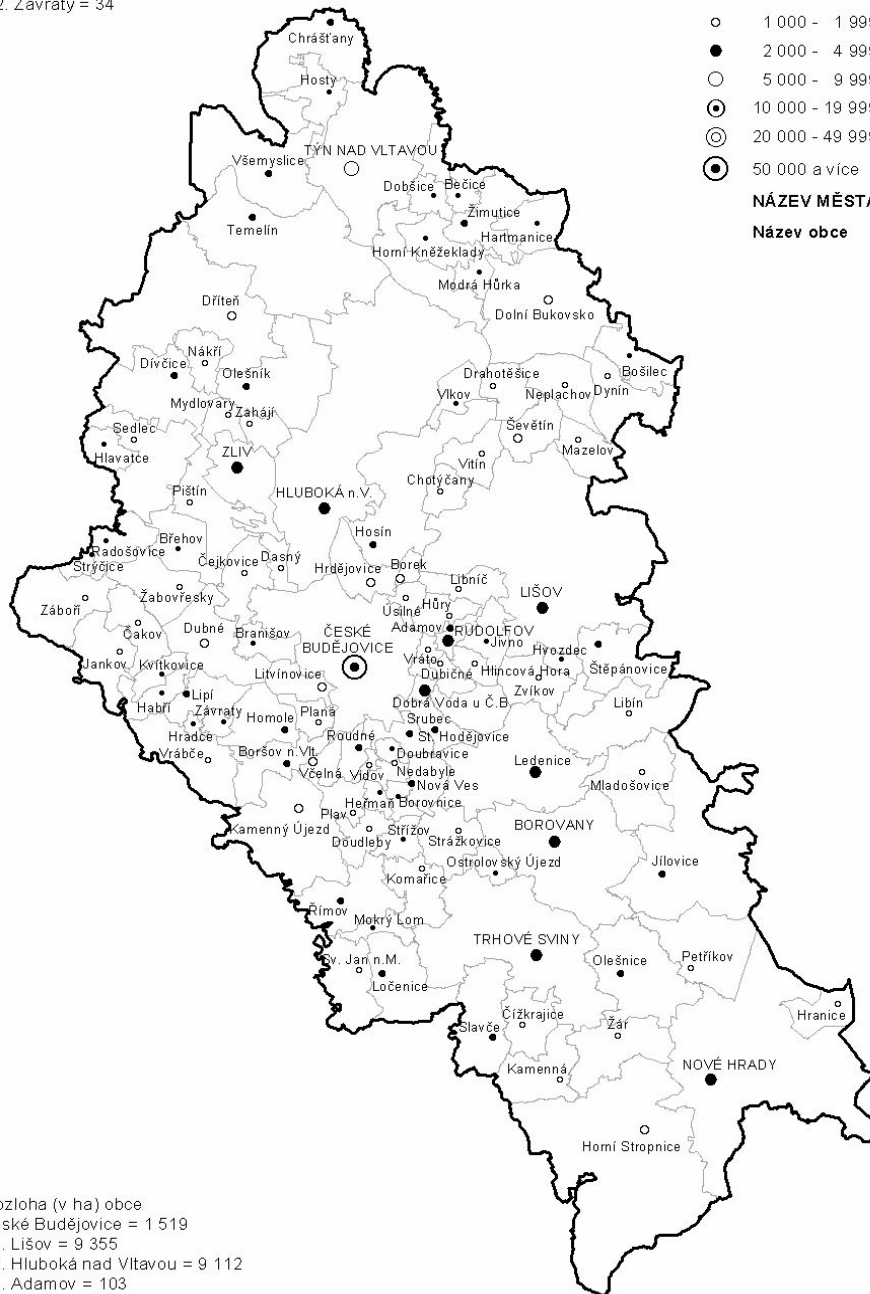 2. Závraty = 34
1 000 - 1 999
2 000 - 4 999
5 000 - 9 999
10 000 - 19 999
20 000 - 49 999
50 000 a více
NÁZEV MĚSTA
Název obce
Chrášťany
Hosty
TÝN NAD VLTAVOU
Všemyslice
Dobšice
Bečice
Žimutice
Temelín
Hartmanice
Horní Kněžeklady
Modrá Hůrka
Dříteň
Dolní Bukovsko
Nákří
Dívčice
Olešník
Drahotěšice
Bošilec
Vlkov
Neplachov
Dynín
Mydlovary
Zahájí
Sedlec
Ševětín
Hlavatce
ZLIV
Vitín
Mazelov
Chotýčany
Pištín
HLUBOKÁ n.V.
Hosín
Břehov
Radošovice
Strýčice
Čejkovice
Dasný
Hrdějovice
Borek
Libníč
Žabovřesky
LIŠOV
Záboří
Úsilné
Hůry
Čakov
Dubné
Branišov
ČESKÉ
BUDĚJOVICE
Adamov
RUDOLFOV
Jivno
Hvozdec
Jankov
Kvítkovice
Vráto
Dubičné
Hlincová Hora
Štěpánovice
Litvínovice
Zvíkov
Habří
Lipí
Závraty
Homole
Planá
Dobrá Voda u Č.B.
Libín
Hradce
Srubec
St. Hodějovice
Vrábče
Boršov n.Vlt.
Roudné
Doubravice
Včelná
Vidov
Nedabyle
Ledenice
Nová Ves
Mladošovice
Heřmaň
Borovnice
Kamenný Újezd
Plav
Doudleby
Střížov
Strážkovice
BOROVANY
Ostrolovský Újezd
Komařice
Jílovice
Římov
Mokrý Lom
TRHOVÉ SVINY
Sv. Jan n.M.
Ločenice
Olešnice
Petříkov
Hranice
Slavče
Čížkrajice
Žár
Kamenná
NOVÉ HRADY
Horní Stropnice
ozloha (v ha) obce
ské Budějovice = 1 519
. Lišov = 9 355
. Hluboká nad Vltavou = 9 112
. Adamov = 103